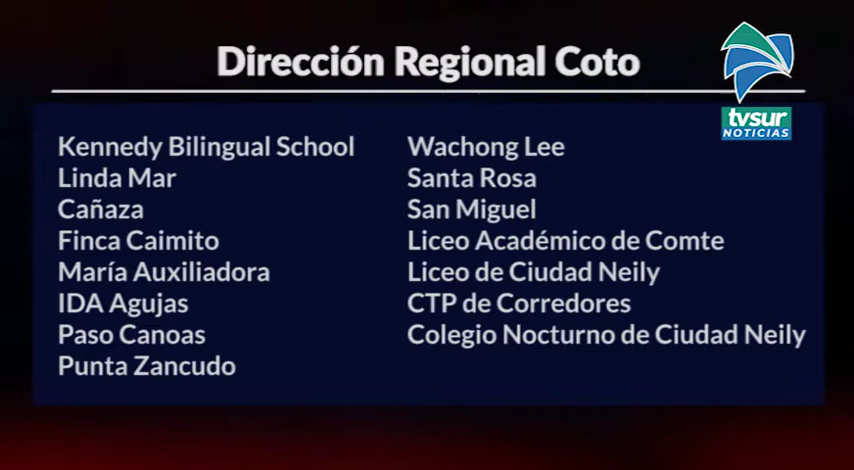 Dirección Regional Coto
tvsur
NOTICIAS
Kennedy Bilingual School
Linda Mar
Cañaza
Finca Caimito
María Auxiliadora
IDA Agujas
Paso Canoas
Punta Zancudo
Wachong Lee
Santa Rosa
San Miguel
Liceo Académico de Comte
Liceo de Ciudad Neily
CTP de Corredores
Colegio Nocturno de Ciudad Neily